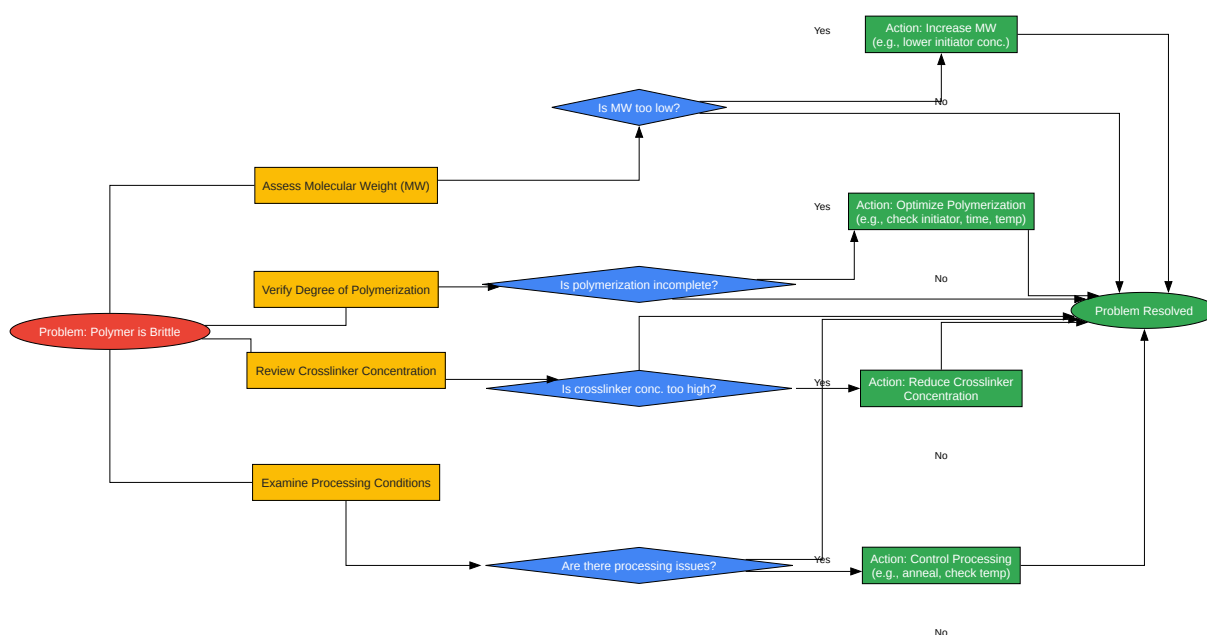 Yes
Action: Increase MW
(e.g., lower initiator conc.)
Is MW too low?
No
Assess Molecular Weight (MW)
Yes
Action: Optimize Polymerization
(e.g., check initiator, time, temp)
Verify Degree of Polymerization
Is polymerization incomplete?
No
Problem: Polymer is Brittle
Problem Resolved
Review Crosslinker Concentration
Is crosslinker conc. too high?
Yes
Action: Reduce Crosslinker
Concentration
No
Examine Processing Conditions
Are there processing issues?
Yes
Action: Control Processing
(e.g., anneal, check temp)
No